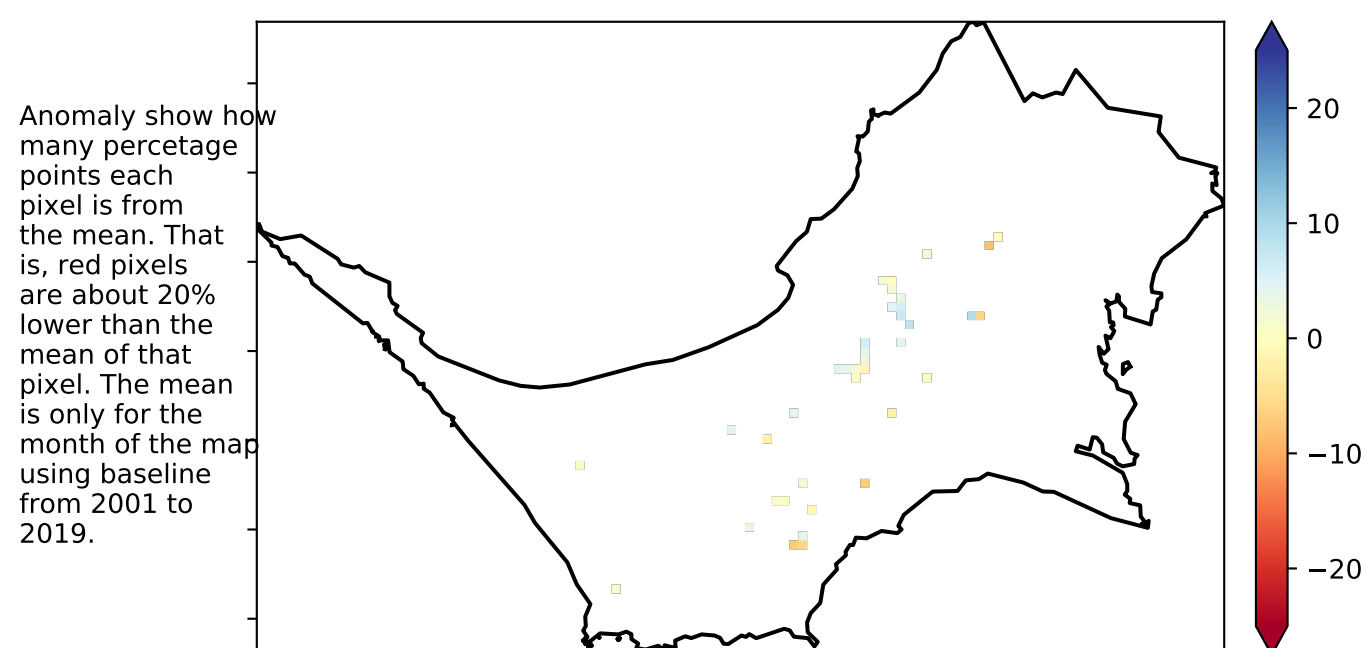 Anomaly show how
many percetage
points each
pixel is from
the mean. That
is, red pixels
are about 20%
lower than the
mean of that
pixel. The mean
is only for the
month of the map
using baseline
from 2001 to
2019.
20
10
0
−10
−20